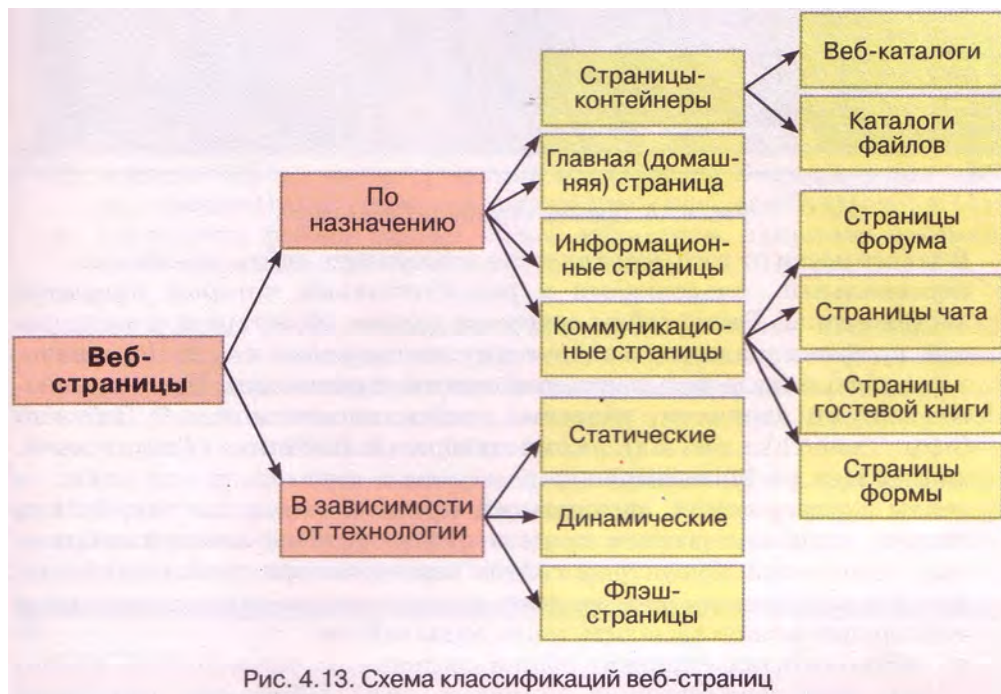 Веб-
страницы
По
назначению
В зависимости
от технологии
Страницы-
контейнеры
Главная (домаш-
няя) страница
Информацион-
ные страницы
Коммуникацио-
ные страницы
Статические
Динамические
Флэш-
страницы
Веб-каталоги
Каталоги
файлов
Страницы
форума
Страницы чата
Страницы
гостевой книги
Страницы
формы
Рис. 4.13. Схема классификаций веб-страниц